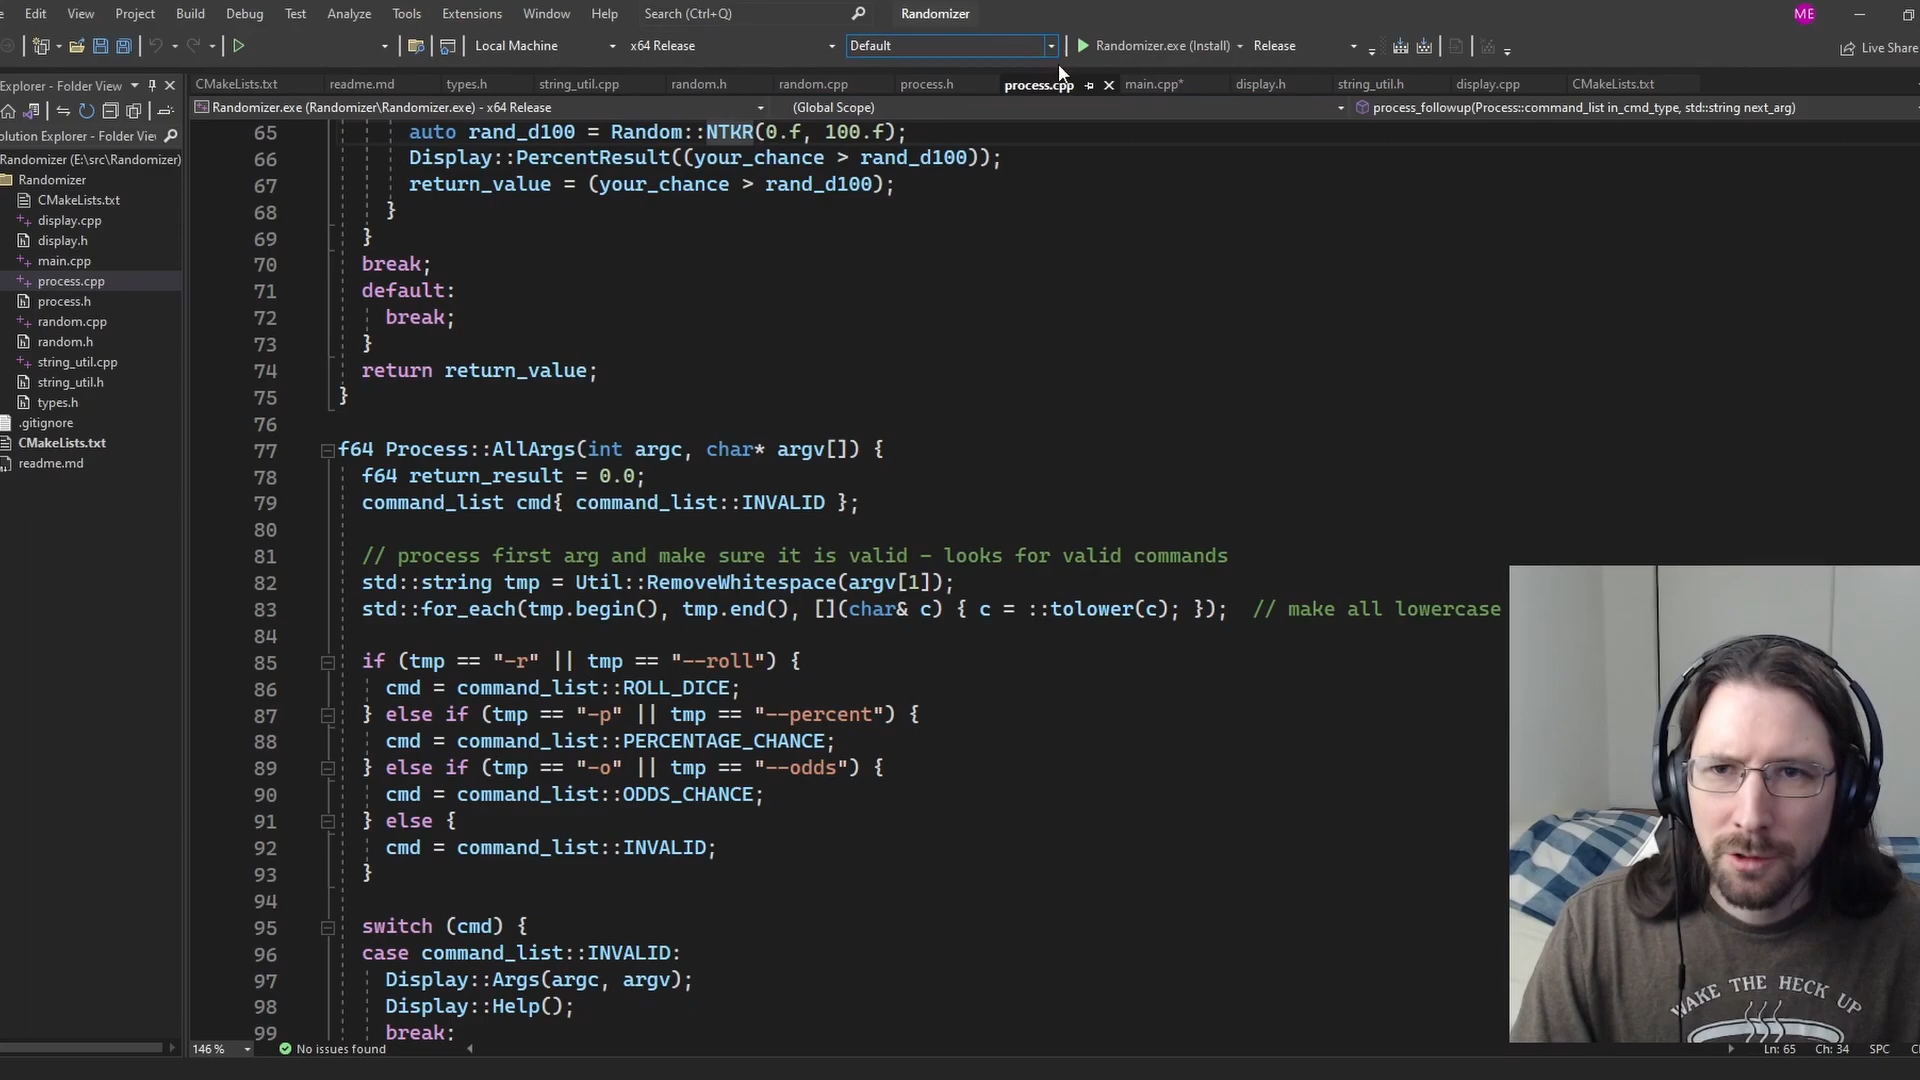 Edit View Project Build Debug Test Analyze Tools Extensions Window Help Search (Ctrl+Q) Randomizer ME
Local Machine x64 Release Default Randomizer.exe (Install) Release Live Share
Explorer - Folder View
CMakeLists.txt readme.md types.h string_util.cpp random.h random.cpp process.h process.cpp main.cpp* display.h string_util.h display.cpp CMakeLists.txt
Randomizer.exe (Randomizer\Randomizer.exe) - x64 Release (Global Scope) process_followup(Process::command_list in_cmd_type, std::string next_arg)
olution Explorer - Folder View
Randomizer (E:\src\Randomizer)
Randomizer
CMakeLists.txt
display.cpp
display.h
main.cpp
process.cpp
process.h
random.cpp
random.h
string_util.cpp
string_util.h
types.h
.gitignore
CMakeLists.txt
readme.md
65 auto rand_d100 = Random::NTKR(0.f, 100.f);
66 Display::PercentResult((your_chance > rand_d100));
67 return_value = (your_chance > rand_d100);
68 }
69 }
70 break;
71 default:
72 break;
73 }
74 return return_value;
75 }
76
77 f64 Process::AllArgs(int argc, char* argv[]) {
78 f64 return_result = 0.0;
79 command_list cmd{ command_list::INVALID };
80
81 // process first arg and make sure it is valid - looks for valid commands
82 std::string tmp = Util::RemoveWhitespace(argv[1]);
83 std::for_each(tmp.begin(), tmp.end(), [](char& c) { c = ::tolower(c); }); // make all lowercase
84
85 if (tmp == "-r" || tmp == "--roll") {
86 cmd = command_list::ROLL_DICE;
87 } else if (tmp == "-p" || tmp == "--percent") {
88 cmd = command_list::PERCENTAGE_CHANCE;
89 } else if (tmp == "-o" || tmp == "--odds") {
90 cmd = command_list::ODDS_CHANCE;
91 } else {
92 cmd = command_list::INVALID;
93 }
94
95 switch (cmd) {
96 case command_list::INVALID:
97 Display::Args(argc, argv);
98 Display::Help();
99 break;
WAKE THE HECK UP
146 % No issues found Ln: 65 Ch: 34 SPC